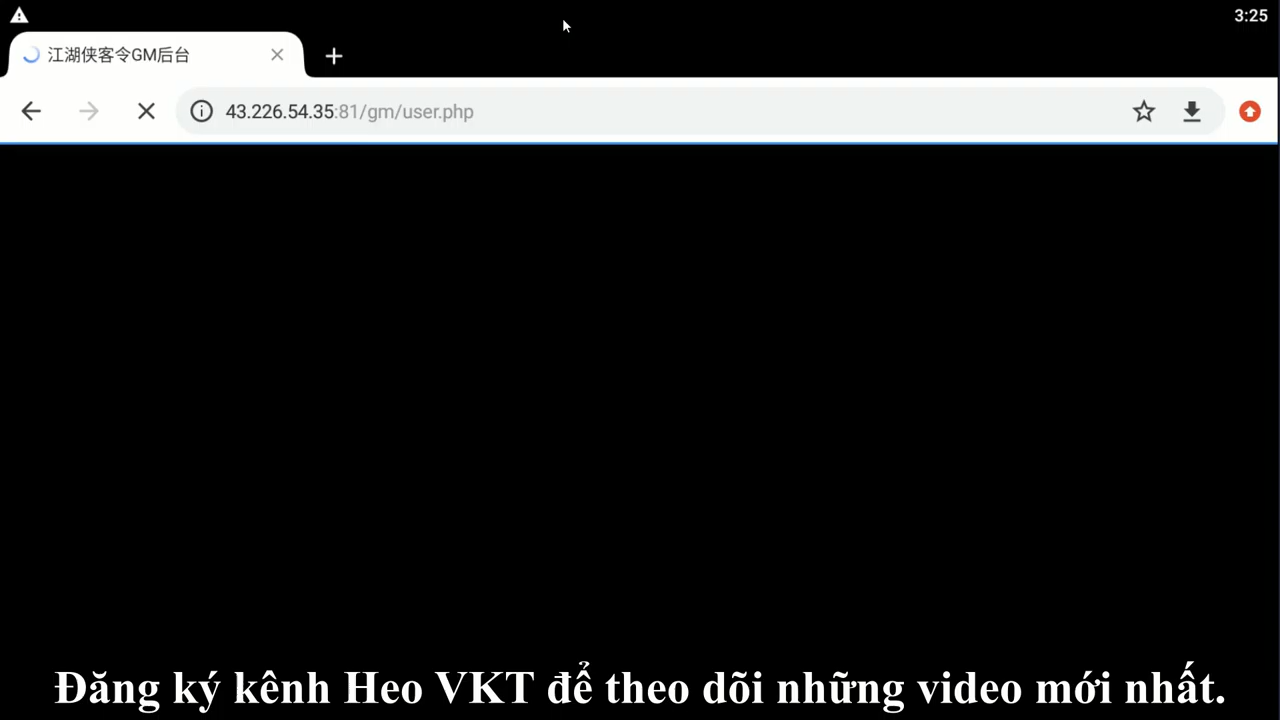 3:25
江湖侠客令GM后台
43.226.54.35:81/gm/user.php
Đăng ký kênh Heo VKT để theo dõi những video mới nhất.